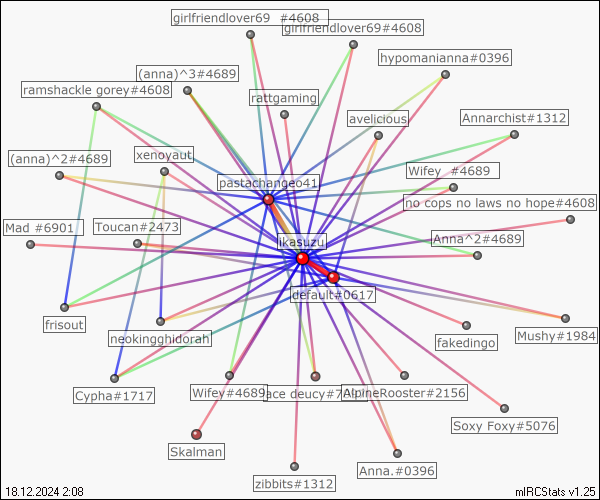 girlfriendlover69 #4608
girlfriendlover69#4608
hypomanianna#0396
(anna)^3#4689
ramshackle gorey#4608
rattgaming
avelicious
Annarchist#1312
(anna)^2#4689
xenoyaut
Wifey_#4689
pastachangeo41
no cops no laws no hope#4608
Mad #6901
Toucan#2473
ikasuzu
Anna^2#4689
default#0617
frisout
neokingghidorah
fakedingo
Mushy#1984
Cypha#1717
Wifey#4689
ace deucy#7
AlpineRooster#2156
Soxy Foxy#5076
Skalman
zibbits#1312
Anna.#0396
18.12.2024 2:08
mIRCStats v1.25